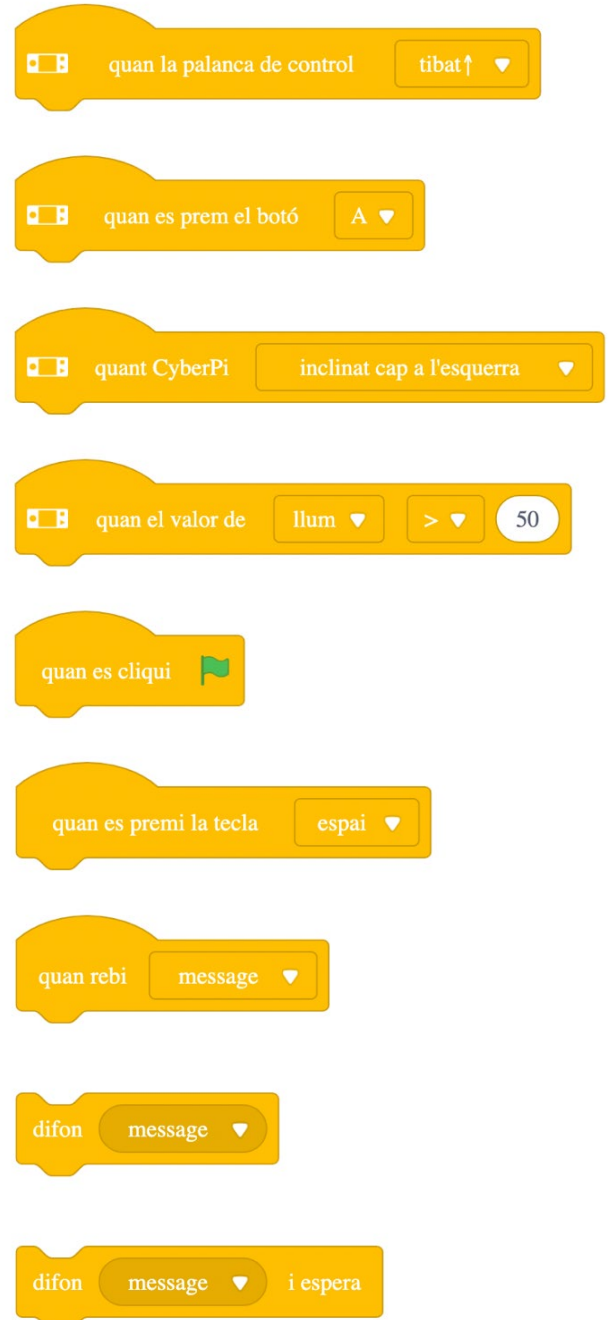 quan la palanca de control tibat↑
quan es prem el botó A
quant CyberPi inclinat cap a l'esquerra
quan el valor de llum > 50
quan es cliqui
quan es premi la tecla espai
quan rebi message
difon message
difon message i espera